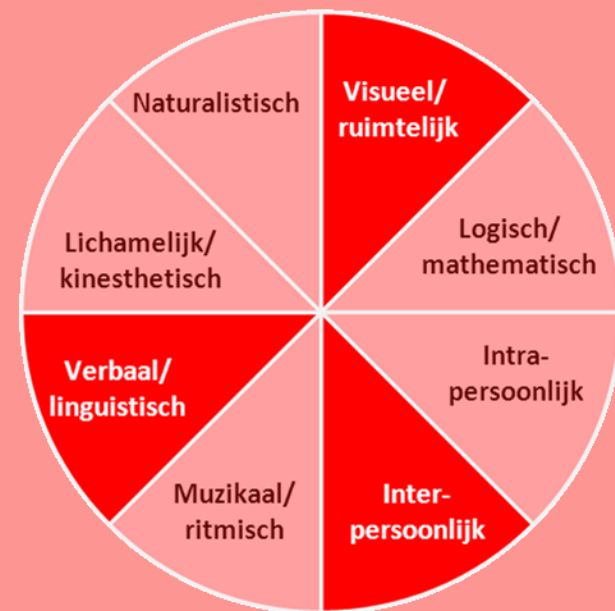 Naturalistisch
Visueel/
ruimtelijk
Logisch/
mathematisch
Intra-
persoonlijk
Inter-
persoonlijk
Muzikaal/
ritmisch
Verbaal/
linguistisch
Lichamelijk/
kinesthetisch